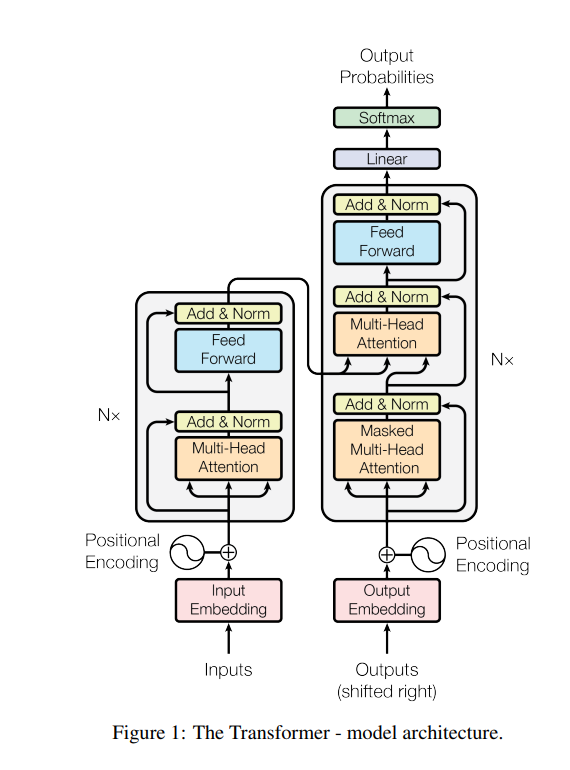 Output
Probabilities
Softmax
Linear
Add & Norm
Feed
Forward
Add & Norm
Multi-Head
Attention
Add & Norm
Masked
Multi-Head
Attention
N×
Add & Norm
Feed
Forward
Add & Norm
Multi-Head
Attention
N×
Positional
Encoding
Positional
Encoding
Input
Embedding
Output
Embedding
Inputs
Outputs
(shifted right)
Figure 1: The Transformer - model architecture.